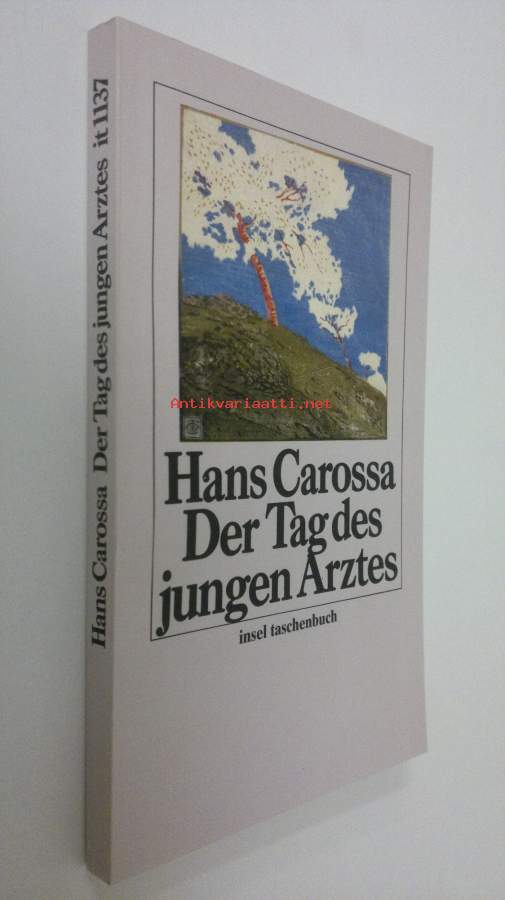 Hans Carossa Der Tag des jungen Arztes it 1137
Antikvariaatti.net
Hans Carossa
Der Tag des
jungen Arztes
insel taschenbuch